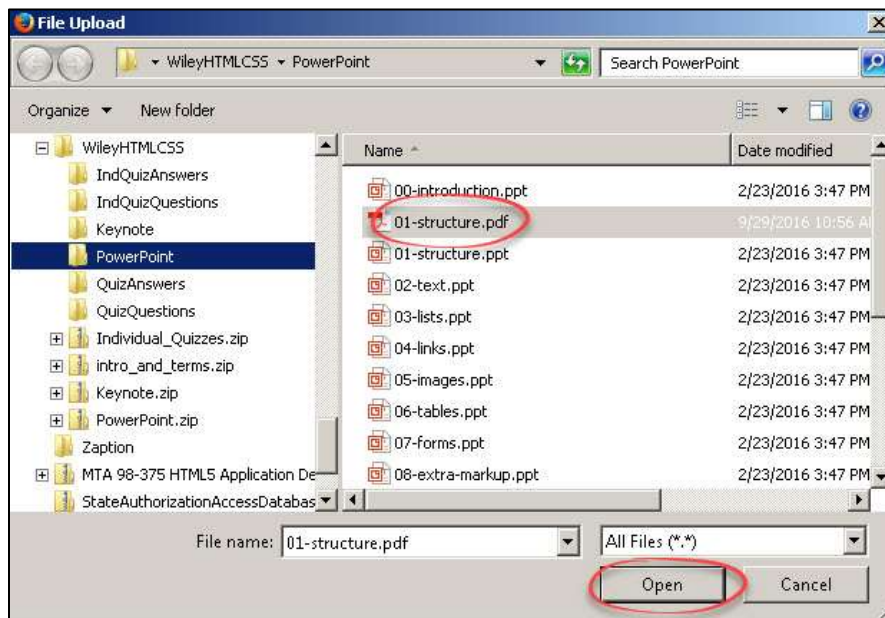 File Upload
WileyHTMLCSS PowerPoint
Search PowerPoint
Organize New folder
WileyHTMLCSS
IndQuizAnswers
IndQuizQuestions
Keynote
PowerPoint
QuizAnswers
QuizQuestions
Individual_Quizzes.zip
intro_and_terms.zip
Keynote.zip
PowerPoint.zip
Zaption
MTA 98-375 HTML5 Application De
StateAuthorizationAccessDatabas
Name Date modified
00-introduction.ppt 2/23/2016 3:47 PM
01-structure.pdf 9/29/2016 10:56 A
01-structure.ppt 2/23/2016 3:47 PM
02-text.ppt 2/23/2016 3:47 PM
03-lists.ppt 2/23/2016 3:47 PM
04-links.ppt 2/23/2016 3:47 PM
05-images.ppt 2/23/2016 3:47 PM
06-tables.ppt 2/23/2016 3:47 PM
07-forms.ppt 2/23/2016 3:47 PM
08-extra-markup.ppt 2/23/2016 3:47 PM
File name: 01-structure.pdf All Files (*.*)
Open Cancel